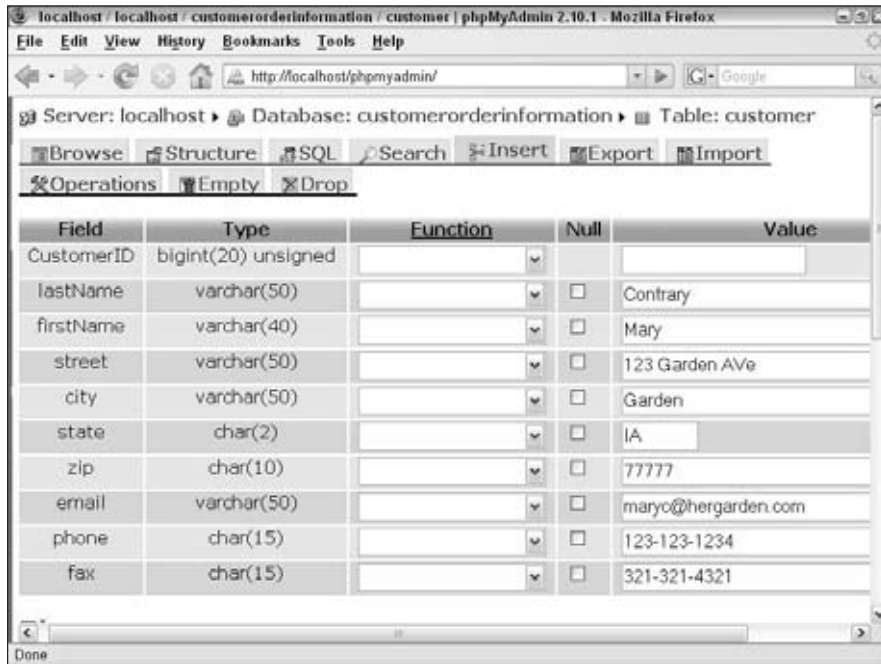 localhost / localhost / customerorderinformation / customer | phpMyAdmin 2.10.1 - Mozilla Firefox
File Edit View History Bookmarks Tools Help
http://localhost/phpmyadmin/ G Google
Server: localhost ▸ Database: customerorderinformation ▸ Table: customer
Browse Structure SQL Search Insert Export Import
Operations Empty Drop
Field Type Function Null Value
CustomerID bigint(20) unsigned
lastName varchar(50) Contrary
firstName varchar(40) Mary
street varchar(50) 123 Garden AVe
city varchar(50) Garden
state char(2) IA
zip char(10) 77777
email varchar(50) maryc@hergarden.com
phone char(15) 123-123-1234
fax char(15) 321-321-4321
Done